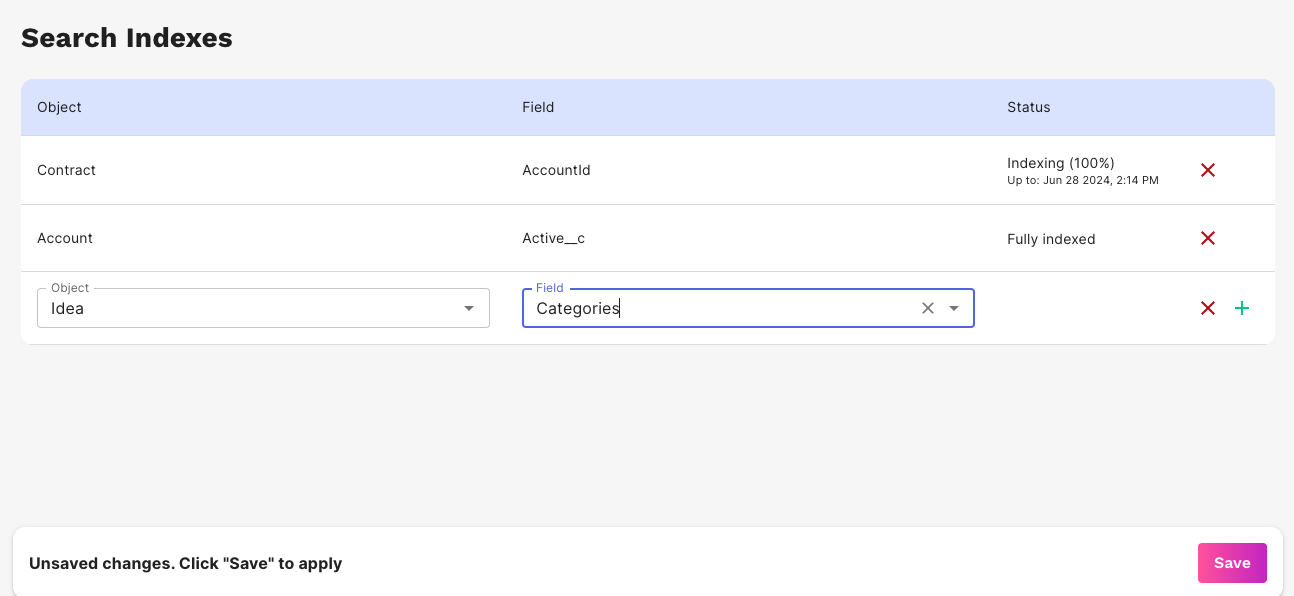 Search Indexes
Object Field Status
Contract AccountId Indexing (100%)
Up to: Jun 28 2024, 2:14 PM
Account Active__c Fully indexed
Object Field
Idea Categories
Unsaved changes. Click "Save" to apply Save